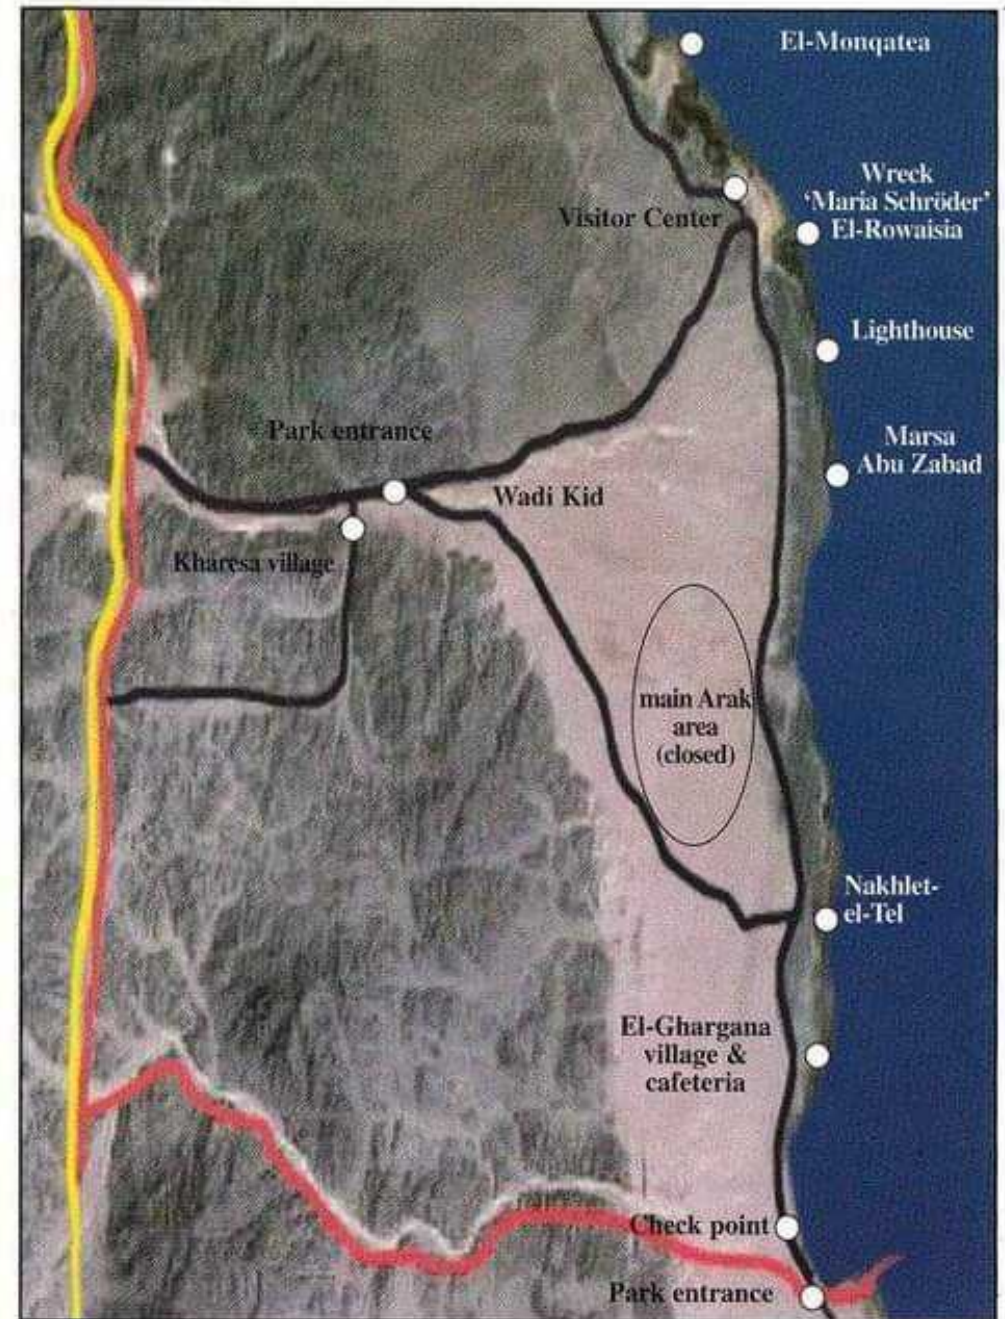 El-Monqatea
Wreck
‘Maria Schröder’
El-Rowaisia
Visitor Center
Lighthouse
Park entrance
Marsa
Abu Zabad
Wadi Kid
Kharesa village
main Arak
area
(closed)
Nakhlet-
el-Tel
El-Ghargana
village &
cafeteria
Check point
Park entrance